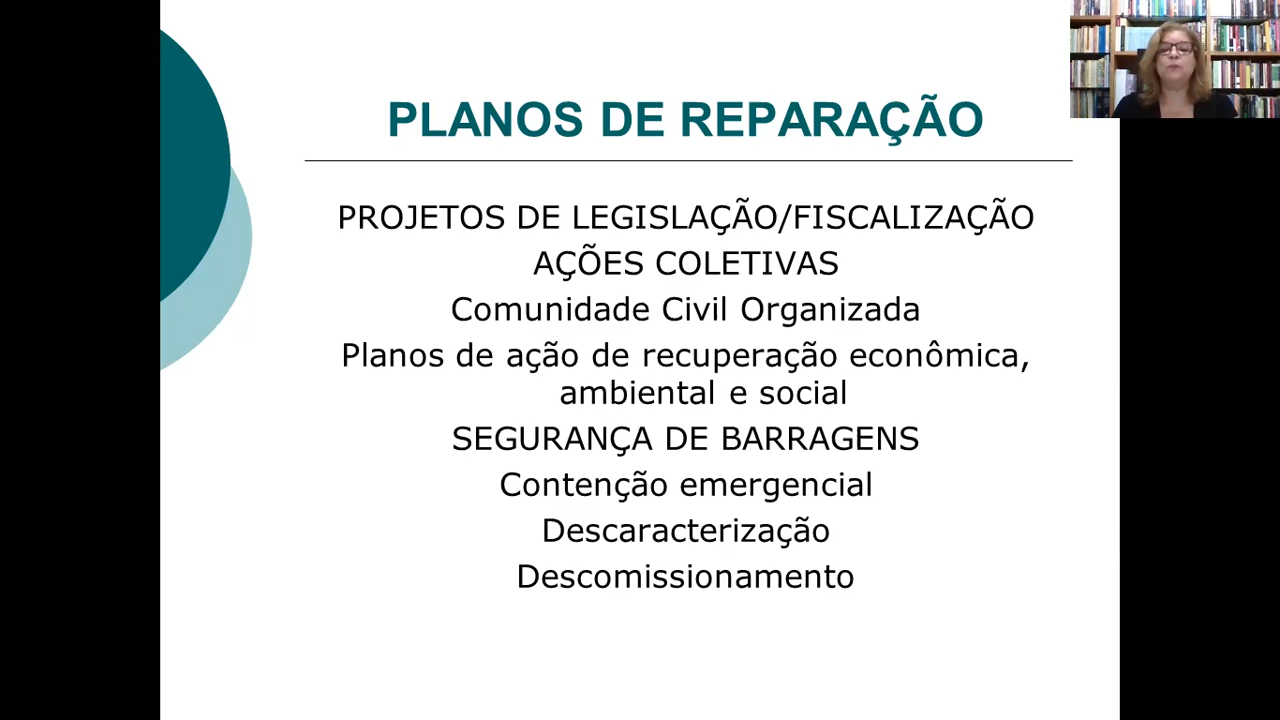 PLANOS DE REPARAÇÃO
PROJETOS DE LEGISLAÇÃO/FISCALIZAÇÃO
AÇÕES COLETIVAS
Comunidade Civil Organizada
Planos de ação de recuperação econômica,
ambiental e social
SEGURANÇA DE BARRAGENS
Contenção emergencial
Descaracterização
Descomissionamento